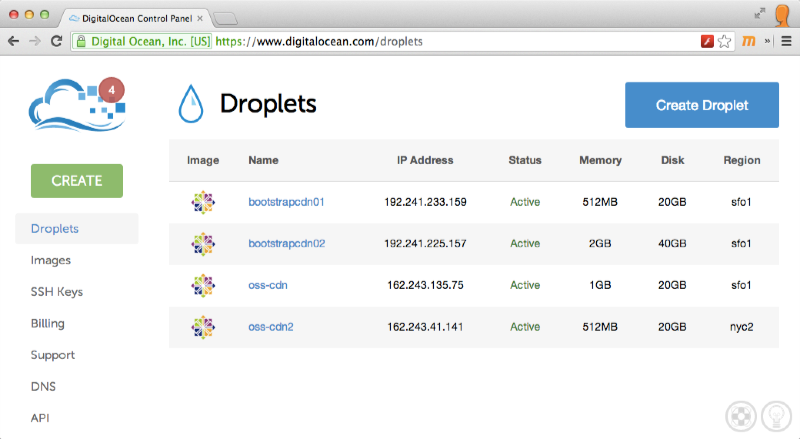 DigitalOcean Control Panel
Digital Ocean, Inc. [US] https://www.digitalocean.com/droplets
4
Droplets
Create Droplet
CREATE
Droplets
Images
SSH Keys
Billing
Support
DNS
API
Image Name IP Address Status Memory Disk Region
bootstrapcdn01 192.241.233.159 Active 512MB 20GB sfo1
bootstrapcdn02 192.241.225.157 Active 2GB 40GB sfo1
oss-cdn 162.243.135.75 Active 1GB 20GB sfo1
oss-cdn2 162.243.41.141 Active 512MB 20GB nyc2